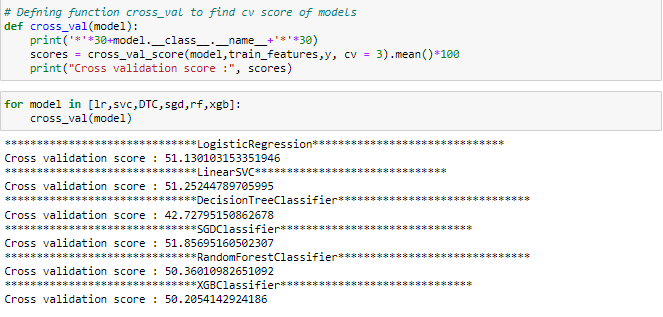 # Defning function cross_val to find cv score of models
def cross_val(model):
    print('*'*30+model.__class__.__name__+'*'*30)
    scores = cross_val_score(model,train_features,y, cv = 3).mean()*100
    print("Cross validation score :", scores)
for model in [lr,svc,DTC,sgd,rf,xgb]:
    cross_val(model)
******************************LogisticRegression******************************
Cross validation score : 51.130103153351946
******************************LinearSVC******************************
Cross validation score : 51.25244789705995
******************************DecisionTreeClassifier******************************
Cross validation score : 42.72795150862678
******************************SGDClassifier******************************
Cross validation score : 51.85695160502307
******************************RandomForestClassifier******************************
Cross validation score : 50.36010982651092
******************************XGBClassifier******************************
Cross validation score : 50.2054142924186